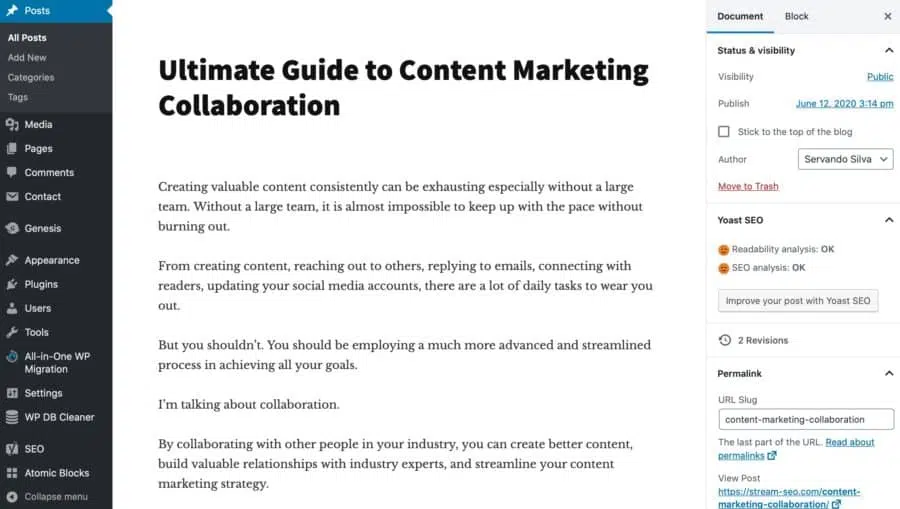 Posts
All Posts
Add New
Categories
Tags
Media
Pages
Comments
Contact
Genesis
Appearance
Plugins
Users
Tools
All-in-One WP
Migration
Settings
WP DB Cleaner
SEO
Atomic Blocks
Collapse menu
Ultimate Guide to Content Marketing
Collaboration
Creating valuable content consistently can be exhausting especially without a large
team. Without a large team, it is almost impossible to keep up with the pace without
burning out.
From creating content, reaching out to others, replying to emails, connecting with
readers, updating your social media accounts, there are a lot of daily tasks to wear you
out.
But you shouldn't. You should be employing a much more advanced and streamlined
process in achieving all your goals.
I'm talking about collaboration.
By collaborating with other people in your industry, you can create better content,
build valuable relationships with industry experts, and streamline your content
marketing strategy.
Document Block
Status & visibility
Visibility Public
Publish June 12, 2020 3:14 pm
Stick to the top of the blog
Author Servando Silva
Move to Trash
Yoast SEO
Readability analysis: OK
SEO analysis: OK
Improve your post with Yoast SEO
2 Revisions
Permalink
URL Slug
content-marketing-collaboration
The last part of the URL. Read about
permalinks
View Post
https://stream-seo.com/content-
marketing-collaboration/